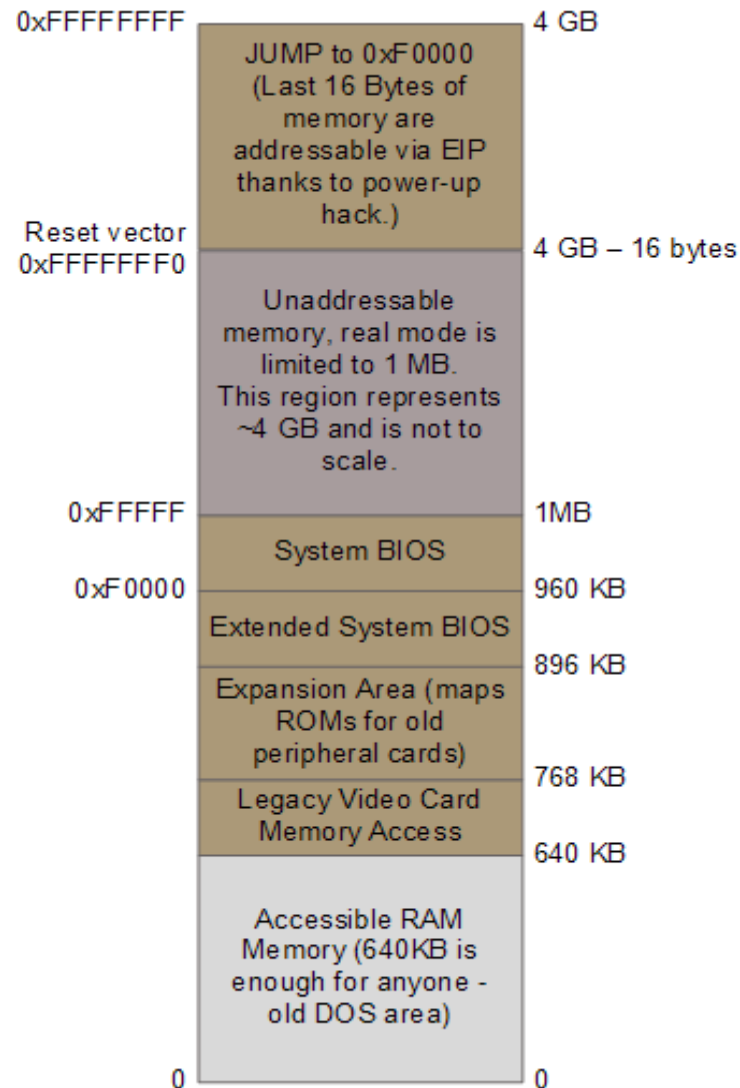 0xFFFFFFFF
4 GB
JUMP to 0xF0000
(Last 16 Bytes of
memory are
addressable via EIP
thanks to power-up
hack.)
Reset vector
0xFFFFFFF0
4 GB – 16 bytes
Unaddressable
memory, real mode is
limited to 1 MB.
This region represents
~4 GB and is not to
scale.
0xFFFFF
1MB
System BIOS
0xF0000
960 KB
Extended System BIOS
896 KB
Expansion Area (maps
ROMs for old
peripheral cards)
768 KB
Legacy Video Card
Memory Access
640 KB
Accessible RAM
Memory (640KB is
enough for anyone -
old DOS area)
0
0